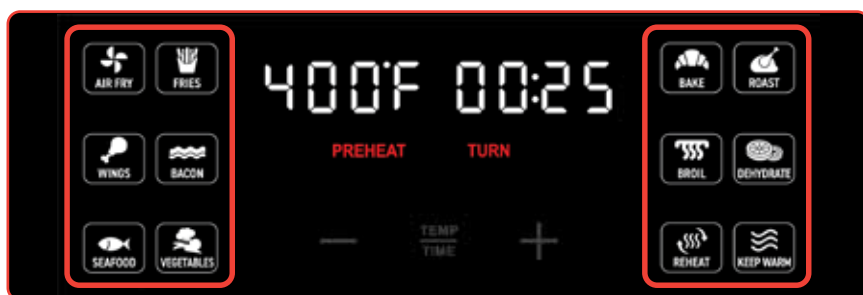 AIR FRY FRIES 400°F 00:25 BAKE ROAST
PREHEAT TURN
WINGS BACON BROIL DEHYDRATE
TEMP
TIME
SEAFOOD VEGETABLES REHEAT KEEP WARM